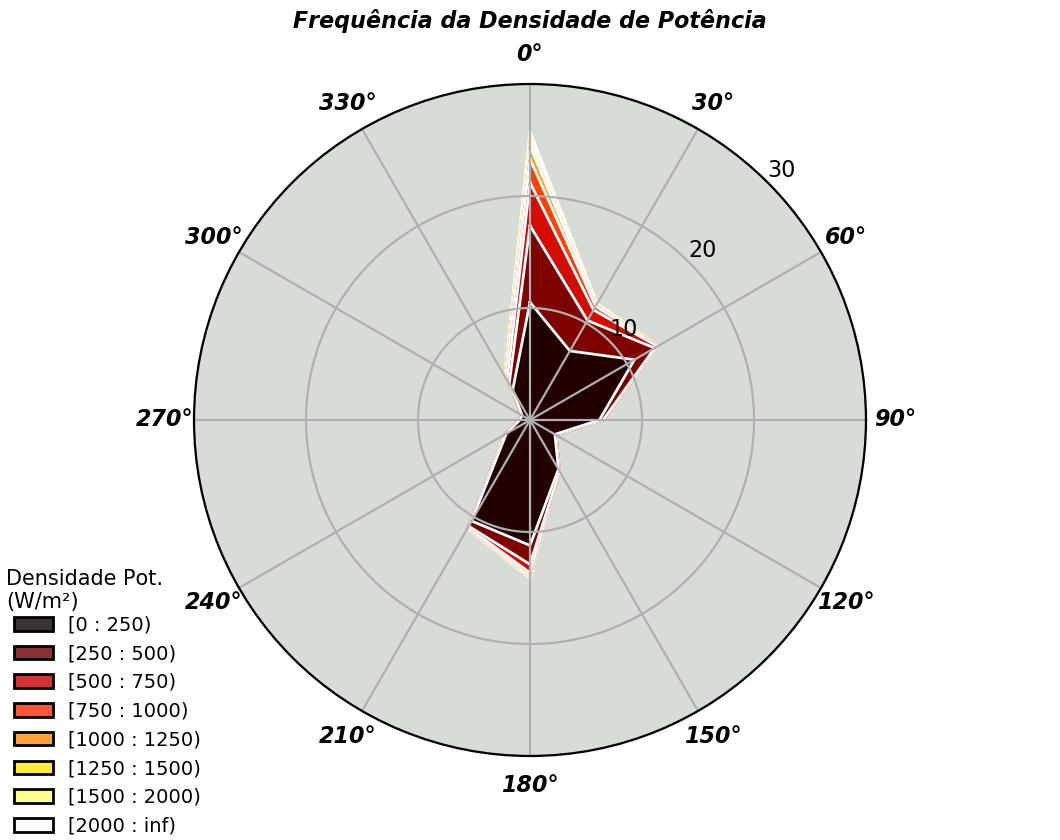 Frequência da Densidade de Potência
0°
330°
30°
30
300°
60°
20
10
270°
90°
Densidade Pot.
(W/m²)
240°
120°
[0 : 250)
[250 : 500)
[500 : 750)
[750 : 1000)
210°
150°
[1000 : 1250)
[1250 : 1500)
180°
[1500 : 2000)
[2000 : inf)